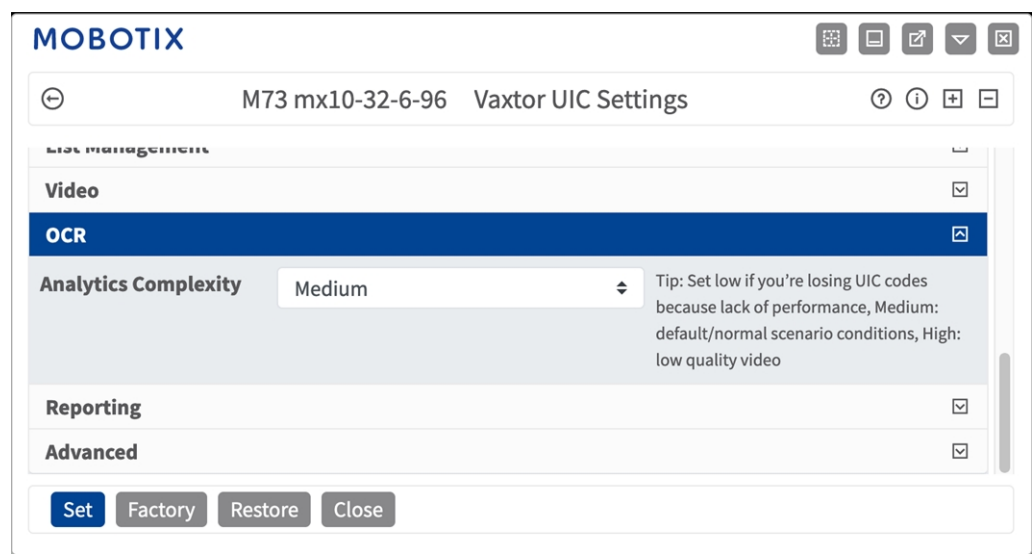 MOBOTIX
M73 mx10-32-6-96 Vaxtor UIC Settings
List Management
Video
OCR
Analytics Complexity
Medium
Tip: Set low if you're losing UIC codes
because lack of performance, Medium:
default/normal scenario conditions, High:
low quality video
Reporting
Advanced
Set Factory Restore Close